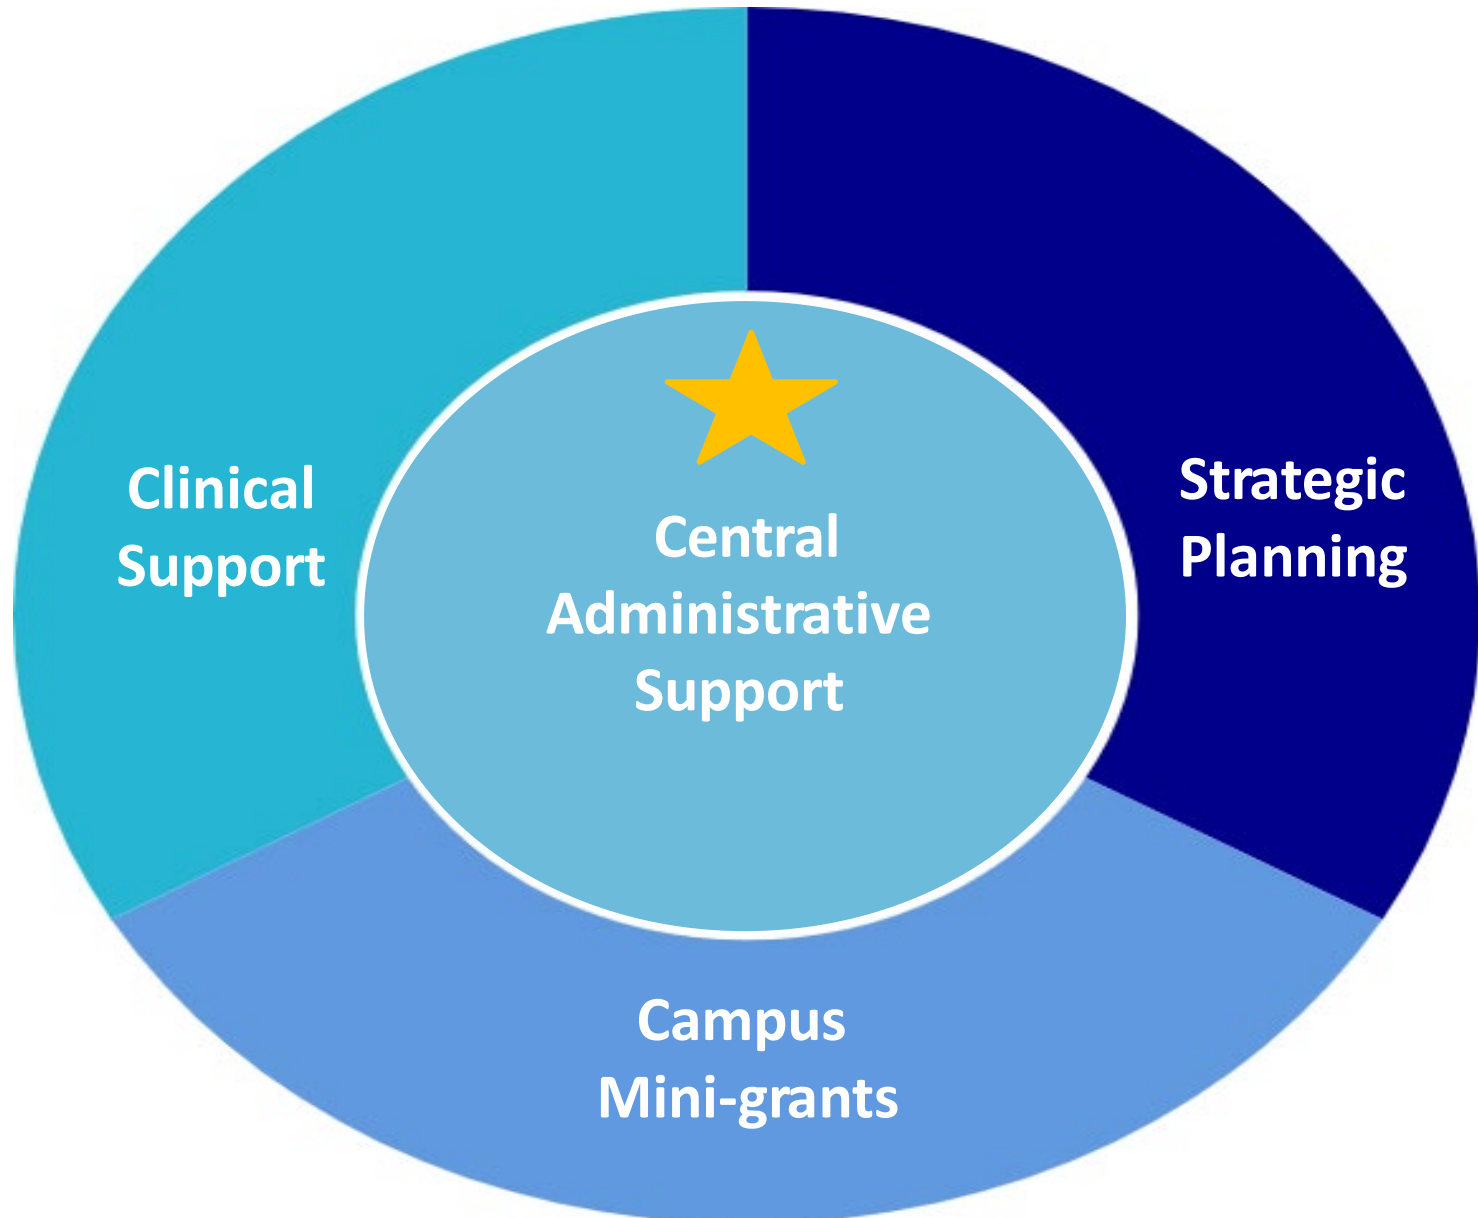 Clinical
Support
Central
Administrative
Support
Strategic
Planning
Campus
Mini-grants